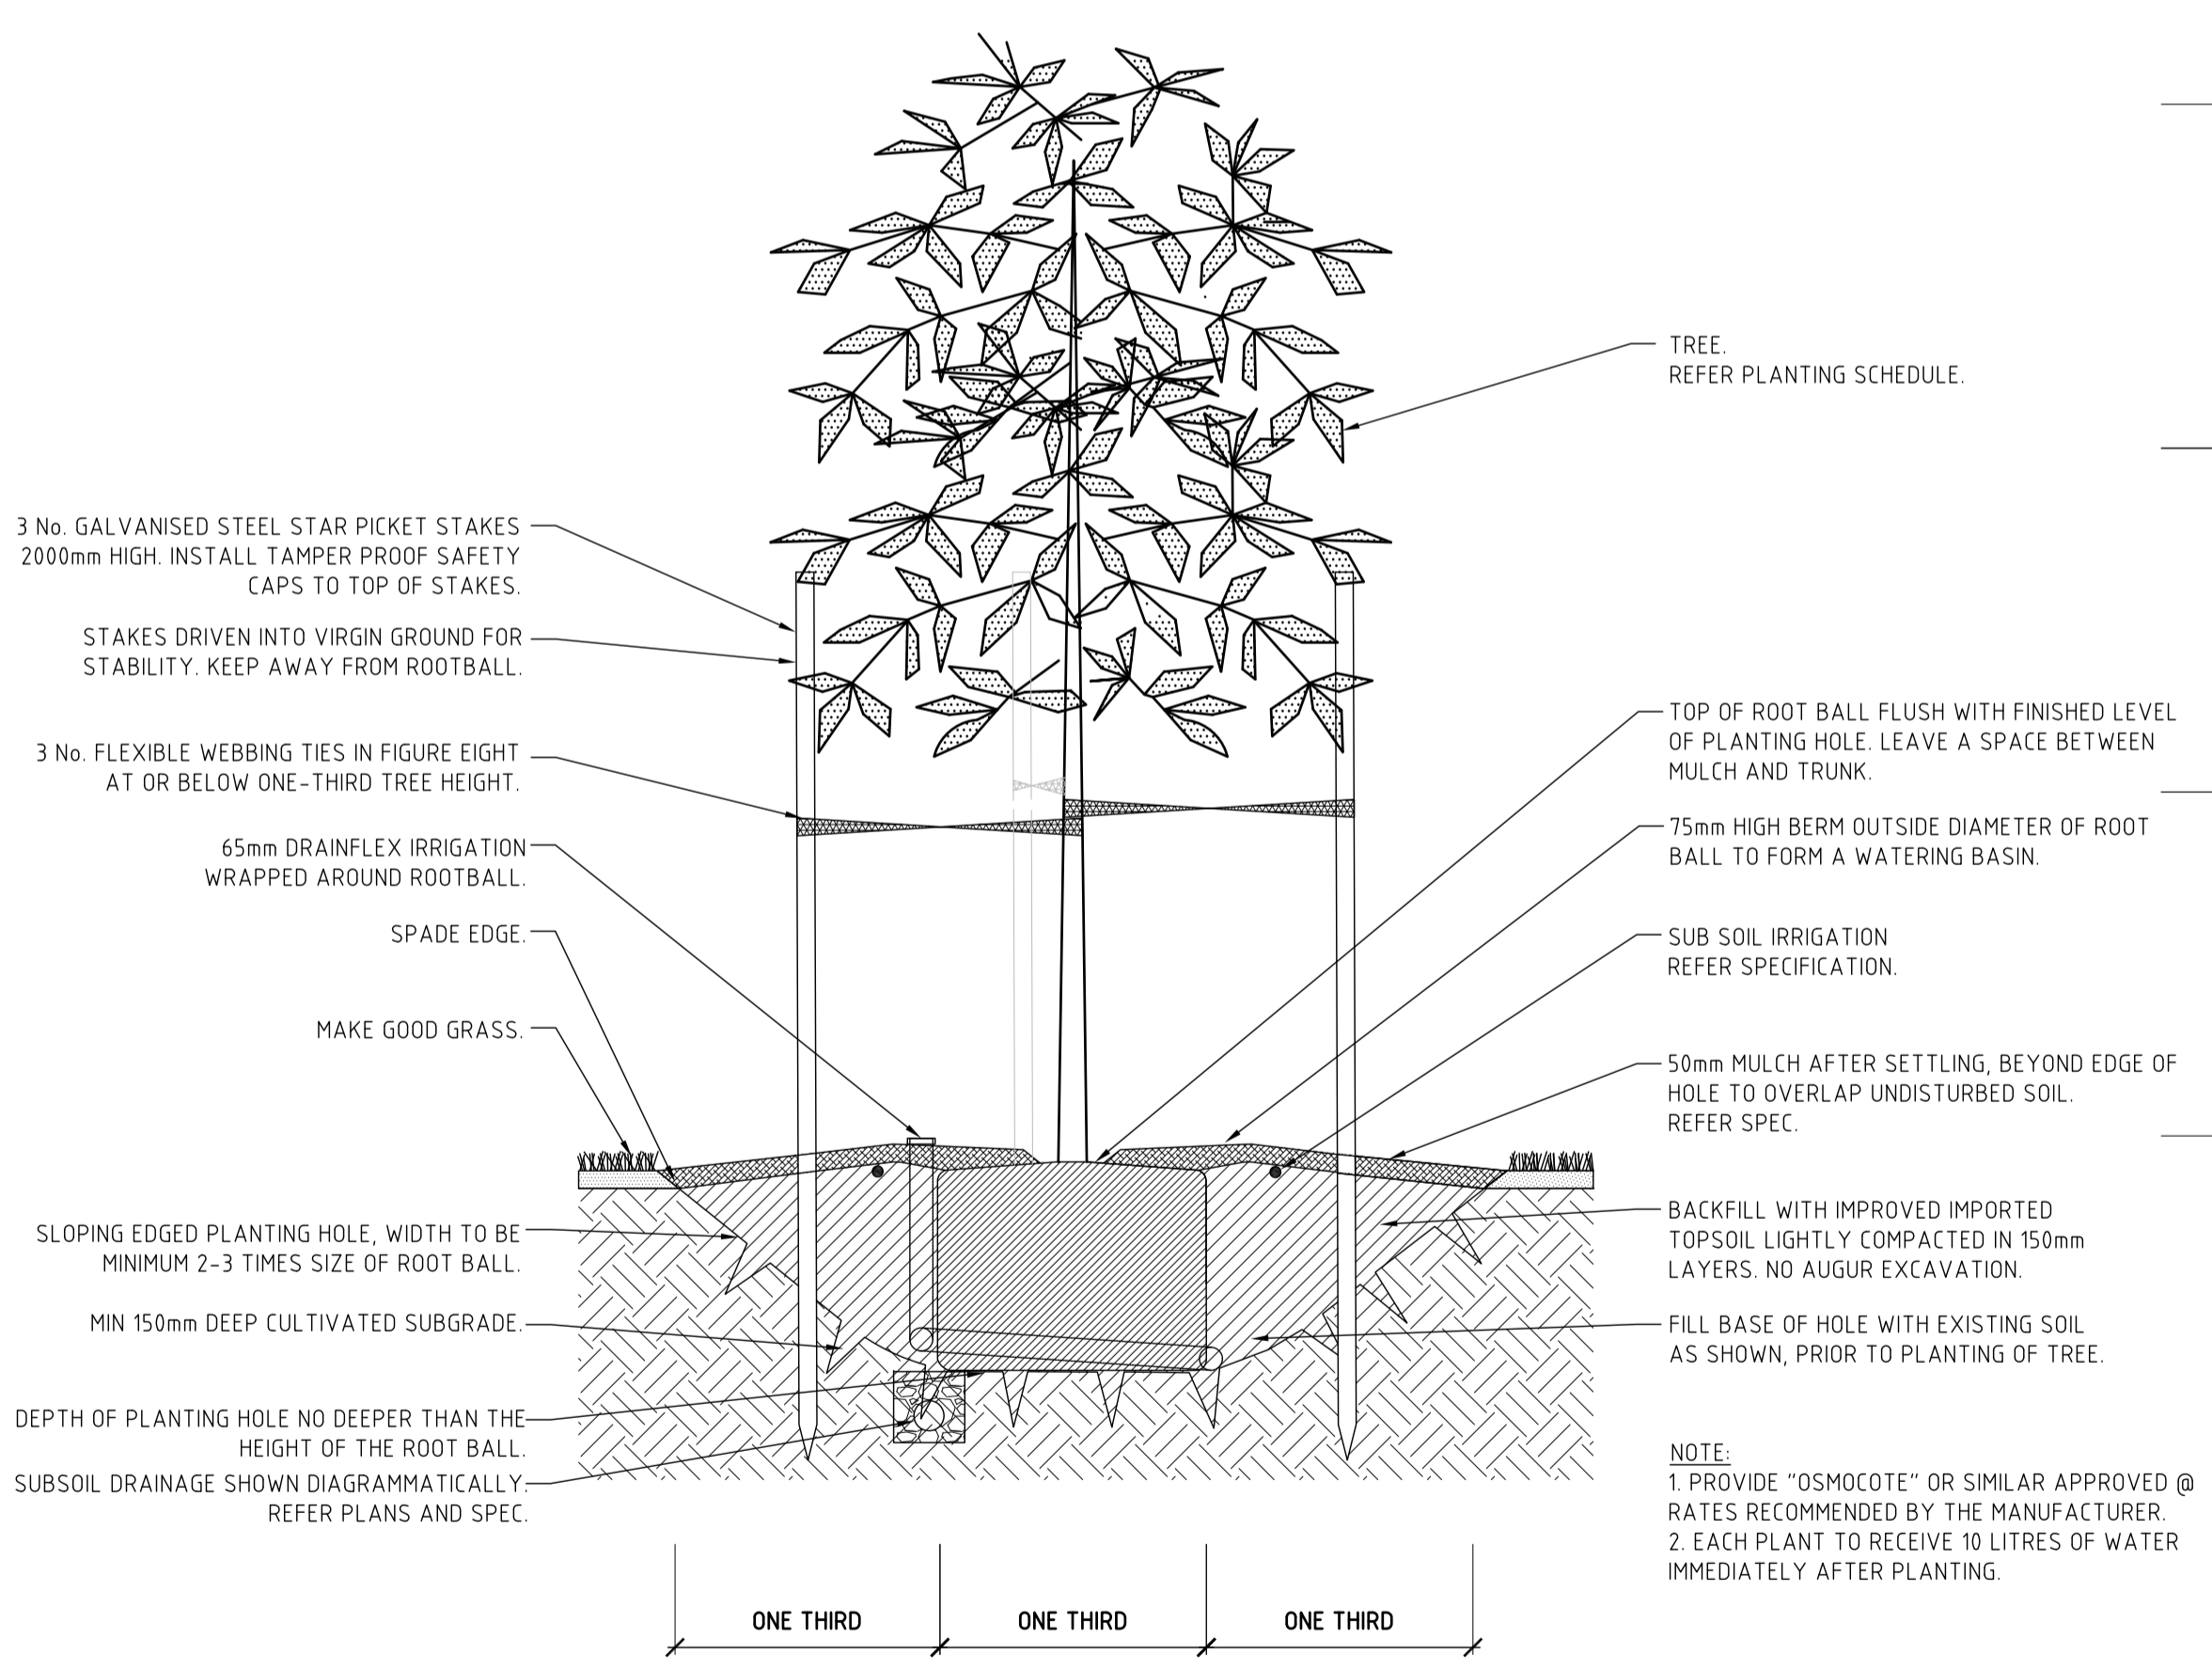 3 No. GALVANISED STEEL STAR PICKET STAKES
2000mm HIGH. INSTALL TAMPER PROOF SAFETY
CAPS TO TOP OF STAKES.
STAKES DRIVEN INTO VIRGIN GROUND FOR
STABILITY. KEEP AWAY FROM ROOTBALL.
3 No. FLEXIBLE WEBBING TIES IN FIGURE EIGHT
AT OR BELOW ONE-THIRD TREE HEIGHT.
65mm DRAINFLEX IRRIGATION
WRAPPED AROUND ROOTBALL.
SPADE EDGE.
MAKE GOOD GRASS.
SLOPING EDGED PLANTING HOLE, WIDTH TO BE
MINIMUM 2-3 TIMES SIZE OF ROOT BALL.
MIN 150mm DEEP CULTIVATED SUBGRADE.
DEPTH OF PLANTING HOLE NO DEEPER THAN THE
HEIGHT OF THE ROOT BALL.
SUBSOIL DRAINAGE SHOWN DIAGRAMMATICALLY.
REFER PLANS AND SPEC.
TREE.
REFER PLANTING SCHEDULE.
TOP OF ROOT BALL FLUSH WITH FINISHED LEVEL
OF PLANTING HOLE. LEAVE A SPACE BETWEEN
MULCH AND TRUNK.
75mm HIGH BERM OUTSIDE DIAMETER OF ROOT
BALL TO FORM A WATERING BASIN.
SUB SOIL IRRIGATION
REFER SPECIFICATION.
50mm MULCH AFTER SETTLING, BEYOND EDGE OF
HOLE TO OVERLAP UNDISTURBED SOIL.
REFER SPEC.
BACKFILL WITH IMPROVED IMPORTED
TOPSOIL LIGHTLY COMPACTED IN 150mm
LAYERS. NO AUGUR EXCAVATION.
FILL BASE OF HOLE WITH EXISTING SOIL
AS SHOWN, PRIOR TO PLANTING OF TREE.
NOTE:
1. PROVIDE "OSMOCOTE" OR SIMILAR APPROVED @
RATES RECOMMENDED BY THE MANUFACTURER.
2. EACH PLANT TO RECEIVE 10 LITRES OF WATER
IMMEDIATELY AFTER PLANTING.
ONE THIRD
ONE THIRD
ONE THIRD